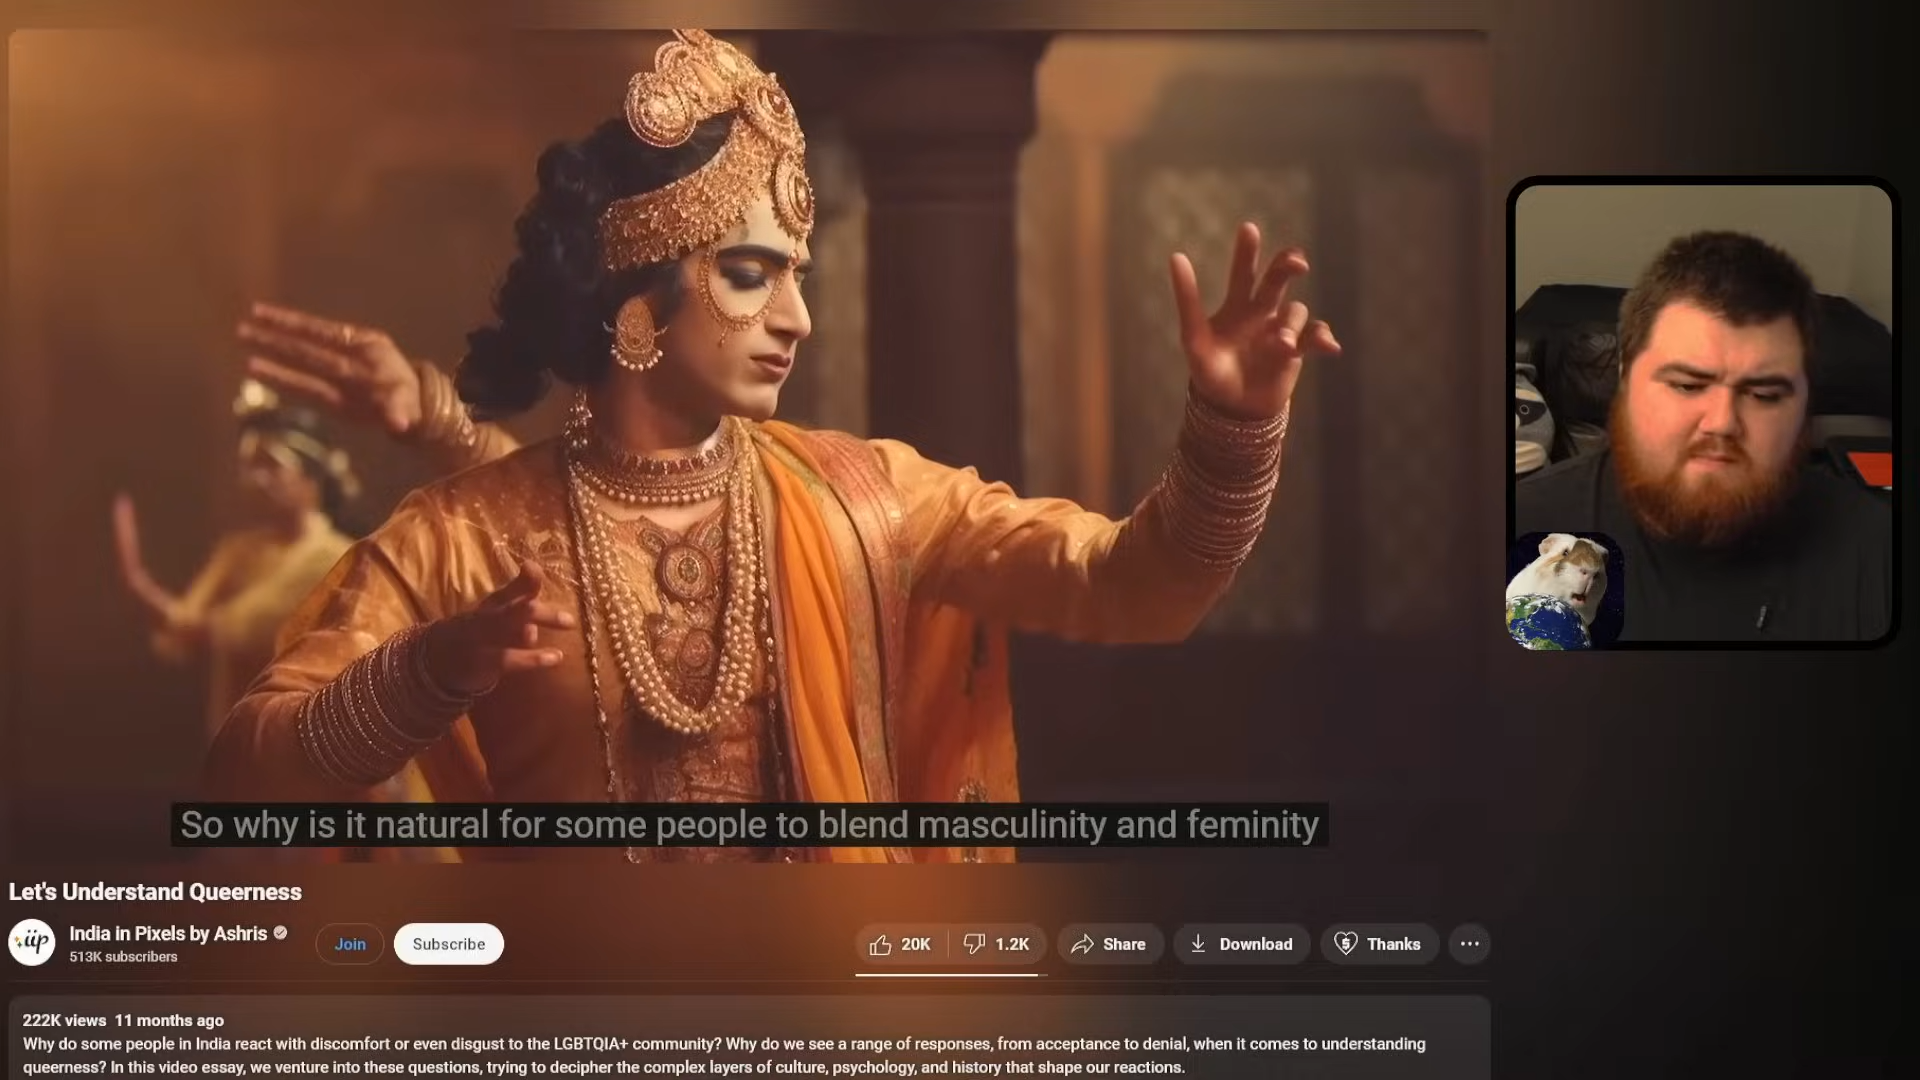 So why is it natural for some people to blend masculinity and feminity
Let's Understand Queerness
iip
India in Pixels by Ashris
513K subscribers
Join
Subscribe
20K
1.2K
Share
Download
Thanks
222K views 11 months ago
Why do some people in India react with discomfort or even disgust to the LGBTQIA+ community? Why do we see a range of responses, from acceptance to denial, when it comes to understanding
queerness? In this video essay, we venture into these questions, trying to decipher the complex layers of culture, psychology, and history that shape our reactions.